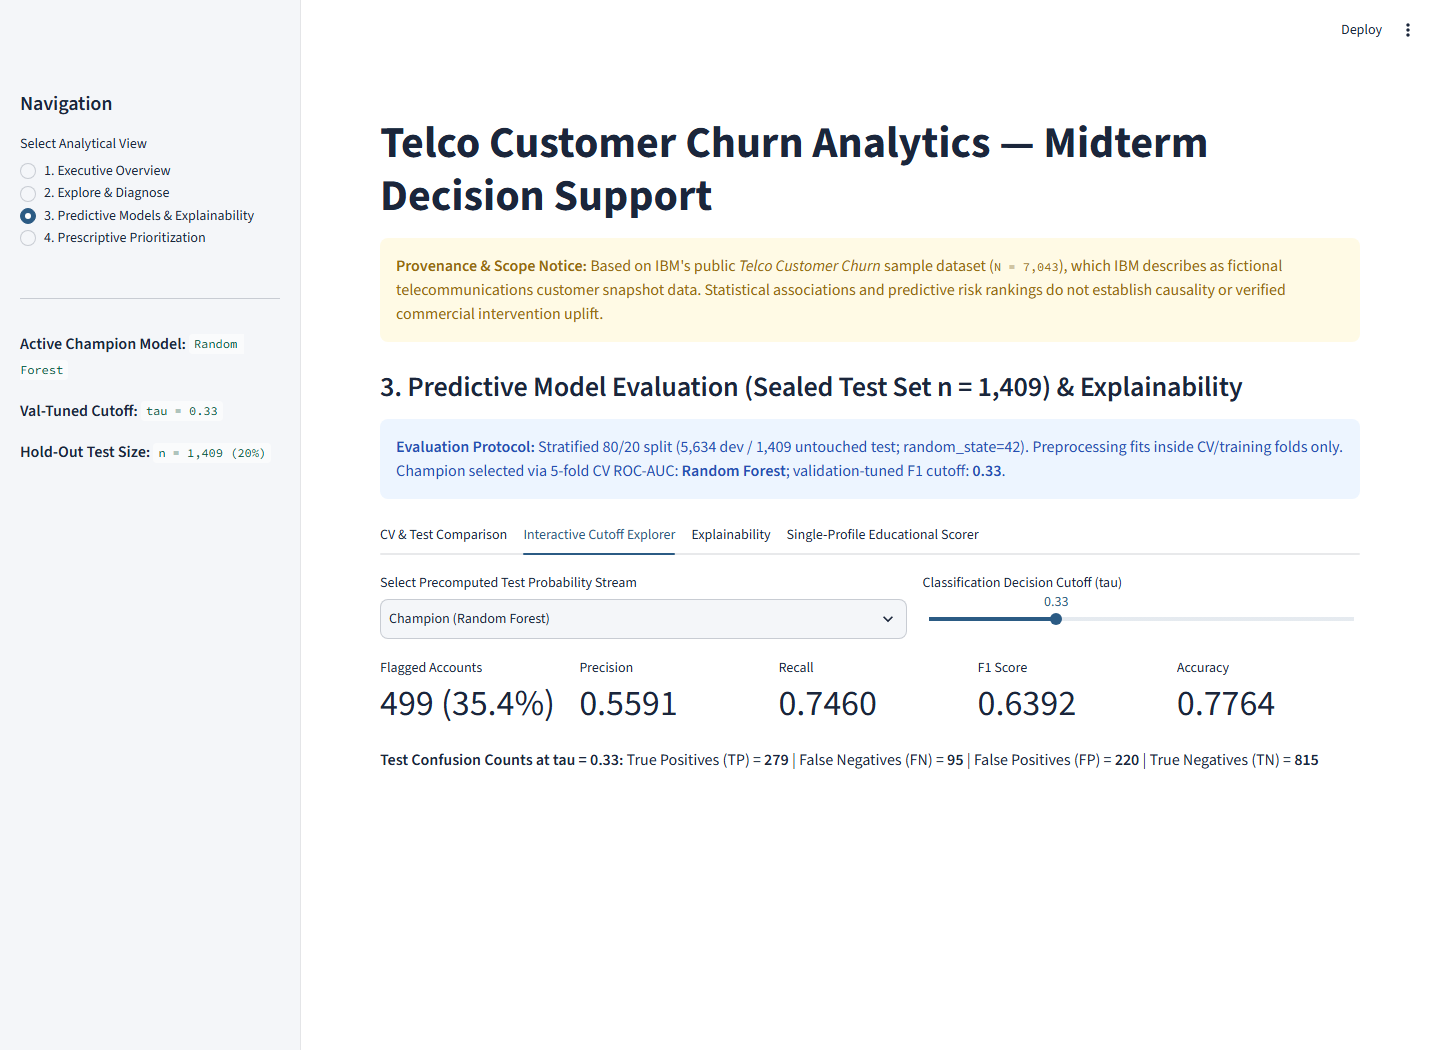 Deploy
Navigation
Select Analytical View
1. Executive Overview
2. Explore & Diagnose
3. Predictive Models & Explainability
4. Prescriptive Prioritization
Active Champion Model: Random
Forest
Val-Tuned Cutoff: tau = 0.33
Hold-Out Test Size: n = 1,409 (20%)
Telco Customer Churn Analytics — Midterm
Decision Support
Provenance & Scope Notice: Based on IBM's public Telco Customer Churn sample dataset (N = 7,043), which IBM describes as fictional
telecommunications customer snapshot data. Statistical associations and predictive risk rankings do not establish causality or verified
commercial intervention uplift.
3. Predictive Model Evaluation (Sealed Test Set n = 1,409) & Explainability
Evaluation Protocol: Stratified 80/20 split (5,634 dev / 1,409 untouched test; random_state=42). Preprocessing fits inside CV/training folds only.
Champion selected via 5-fold CV ROC-AUC: Random Forest; validation-tuned F1 cutoff: 0.33.
CV & Test Comparison Interactive Cutoff Explorer Explainability Single-Profile Educational Scorer
Select Precomputed Test Probability Stream
Champion (Random Forest)
Classification Decision Cutoff (tau)
0.33
Flagged Accounts Precision Recall F1 Score Accuracy
499 (35.4%) 0.5591 0.7460 0.6392 0.7764
Test Confusion Counts at tau = 0.33: True Positives (TP) = 279 | False Negatives (FN) = 95 | False Positives (FP) = 220 | True Negatives (TN) = 815